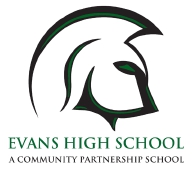 EVANS HIGH SCHOOL
A COMMUNITY PARTNERSHIP SCHOOL